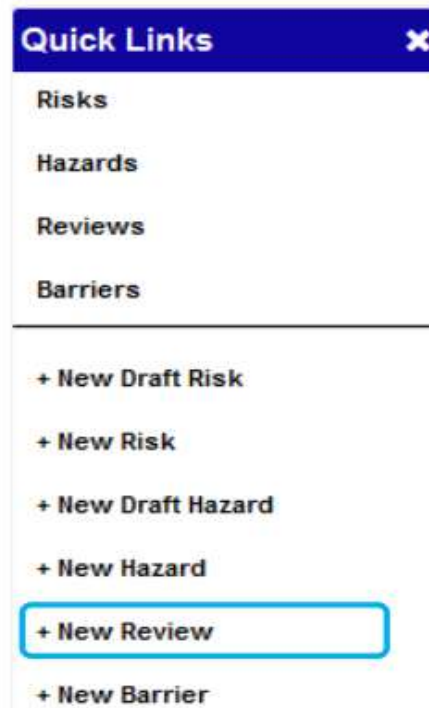 Quick Links ✖
Risks
Hazards
Reviews
Barriers
+ New Draft Risk
+ New Risk
+ New Draft Hazard
+ New Hazard
+ New Review
+ New Barrier